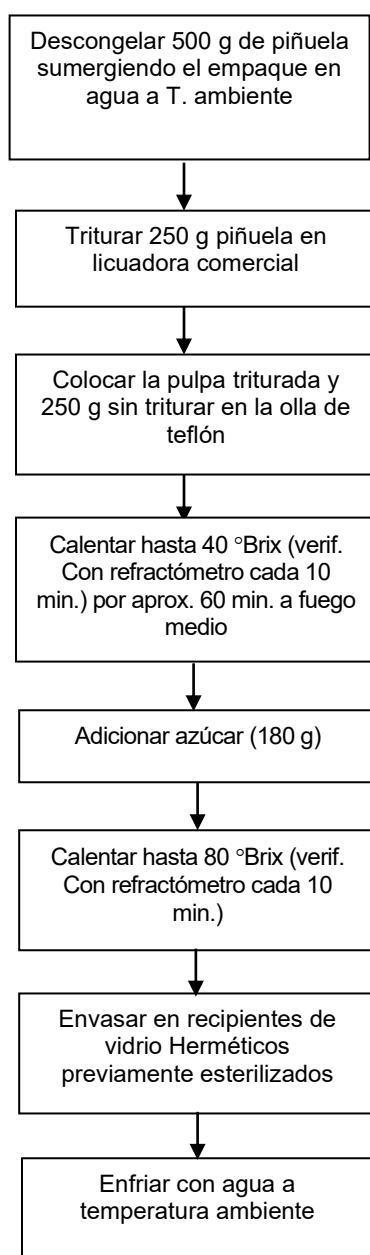 Descongelar 500 g de piñuela
sumergiendo el empaque en
agua a T. ambiente
Triturar 250 g piñuela en
licuadora comercial
Colocar la pulpa triturada y
250 g sin triturar en la olla de
teflón
Calentar hasta 40 °Brix (verif.
Con refractómetro cada 10
min.) por aprox. 60 min. a fuego
medio
Adicionar azúcar (180 g)
Calentar hasta 80 °Brix (verif.
Con refractómetro cada 10
min.)
Envasar en recipientes de
vidrio Herméticos
previamente esterilizados
Enfriar con agua a
temperatura ambiente